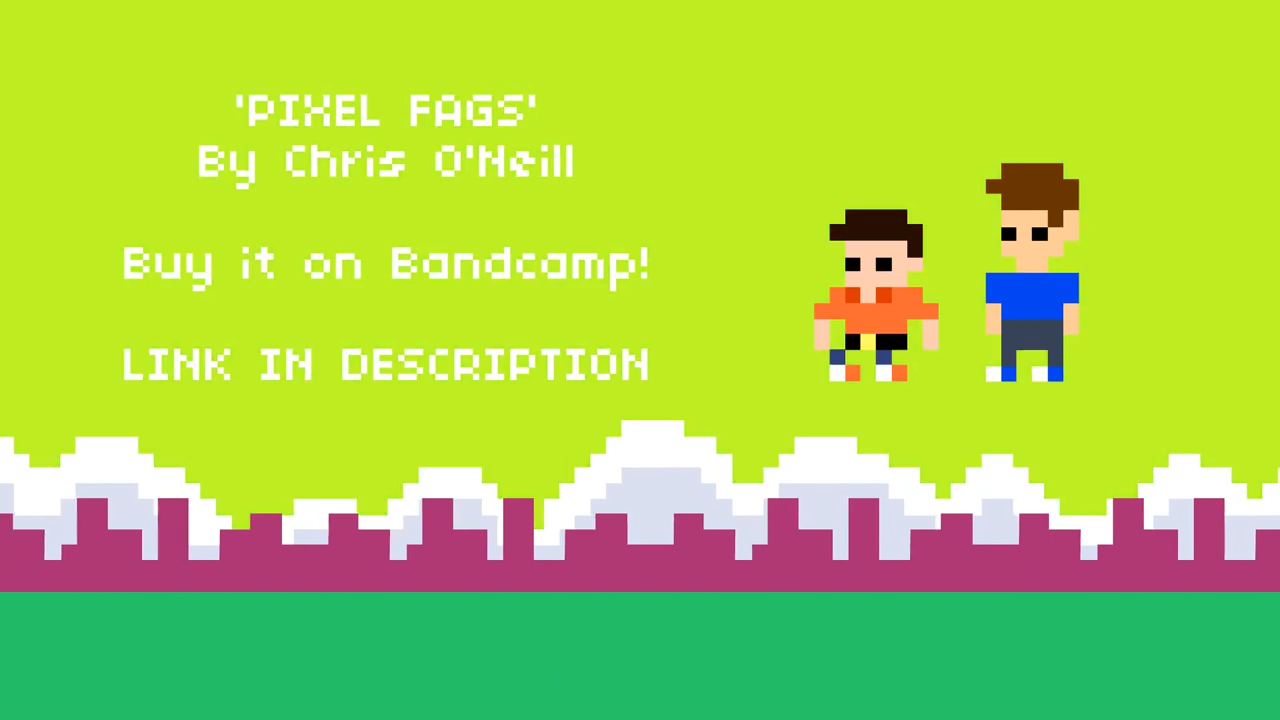 'PIXEL FAGS'
By Chris O'Neill
Buy it on Bandcamp!
LINK IN DESCRIPTION